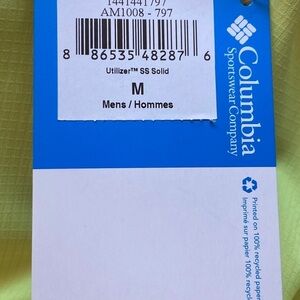 1441441797
AM1008 - 797
8 86535 48287 6
Utilizer™ SS Solid
M
Mens / Hommes
Columbia
Sportswear Company
Printed on 100% recycled paper
Imprimé sur papier 100%